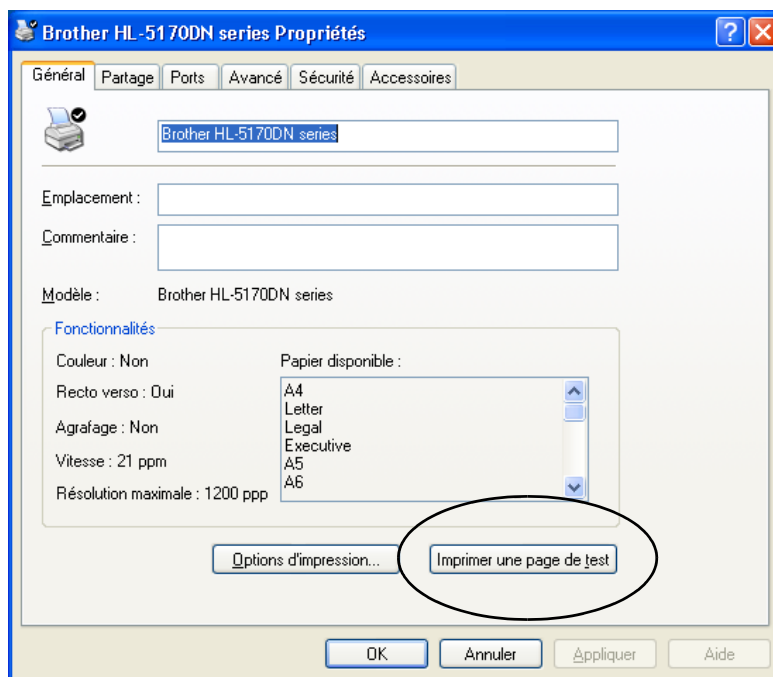 Brother HL-5170DN series Propriétés
Général Partage Ports Avancé Sécurité Accessoires
Brother HL-5170DN series
Emplacement :
Commentaire :
Modèle : Brother HL-5170DN series
Fonctionnalités
Couleur : Non Papier disponible :
Recto verso : Oui
Agrafage : Non
Vitesse : 21 ppm
Résolution maximale : 1200 ppp
A4
Letter
Legal
Executive
A5
A6
Options d'impression... Imprimer une page de test
OK Annuler Appliquer Aide